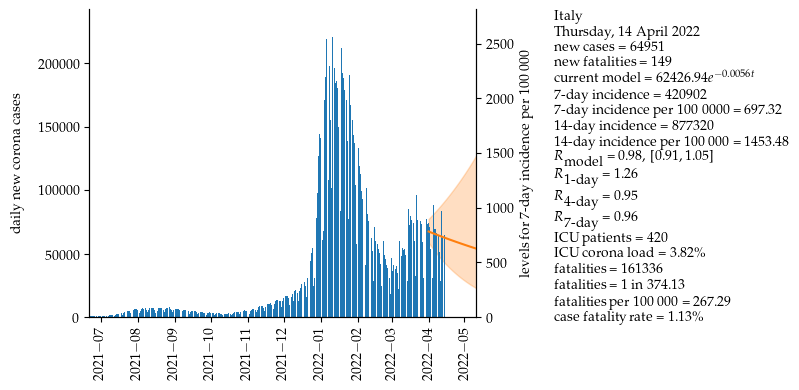 daily new corona cases
0
50000
100000
150000
200000
2021−07
2021−08
2021−09
2021−10
2021−11
2021−12
2022−01
2022−02
2022−03
2022−04
2022−05
0
500
1000
1500
2000
2500
levels for 7-day incidence per 100 000
Italy
Thursday, 14 April 2022
new cases = 64951
new fatalities = 149
current model = 62426.94e^−0.0056t
7-day incidence = 420902
7-day incidence per 100 0000 = 697.32
14-day incidence = 877320
14-day incidence per 100 000 = 1453.48
R_model = 0.98, [0.91, 1.05]
R_1-day = 1.26
R_4-day = 0.95
R_7-day = 0.96
ICU patients = 420
ICU corona load = 3.82%
fatalities = 161336
fatalities = 1 in 374.13
fatalities per 100 000 = 267.29
case fatality rate = 1.13%